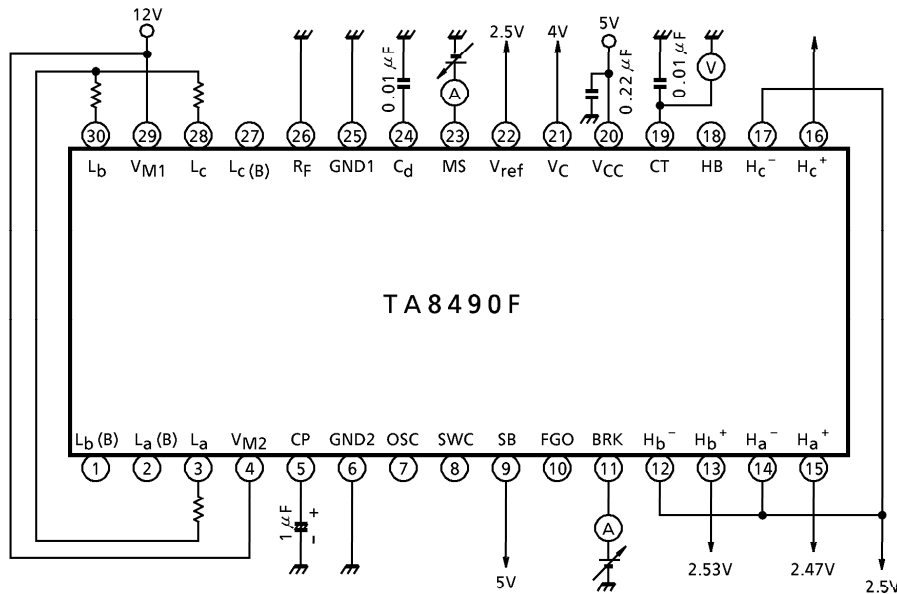 12V
2.5V 4V 5V
0.01 μF
A
0.22 μF
0.01 μF
V
30 29 28 27 26 25 24 23 22 21 20 19 18 17 16
Lb VM1 Lc Lc (B) RF GND1 Cd MS Vref VC VCC CT HB Hc⁻ Hc⁺
TA8490F
Lb (B) La (B) La VM2 CP GND2 OSC SWC SB FGO BRK Hb⁻ Hb⁺ Ha⁻ Ha⁺
1 2 3 4 5 6 7 8 9 10 11 12 13 14 15
1 μF
+
-
A
5V
2.53V
2.47V
2.5V